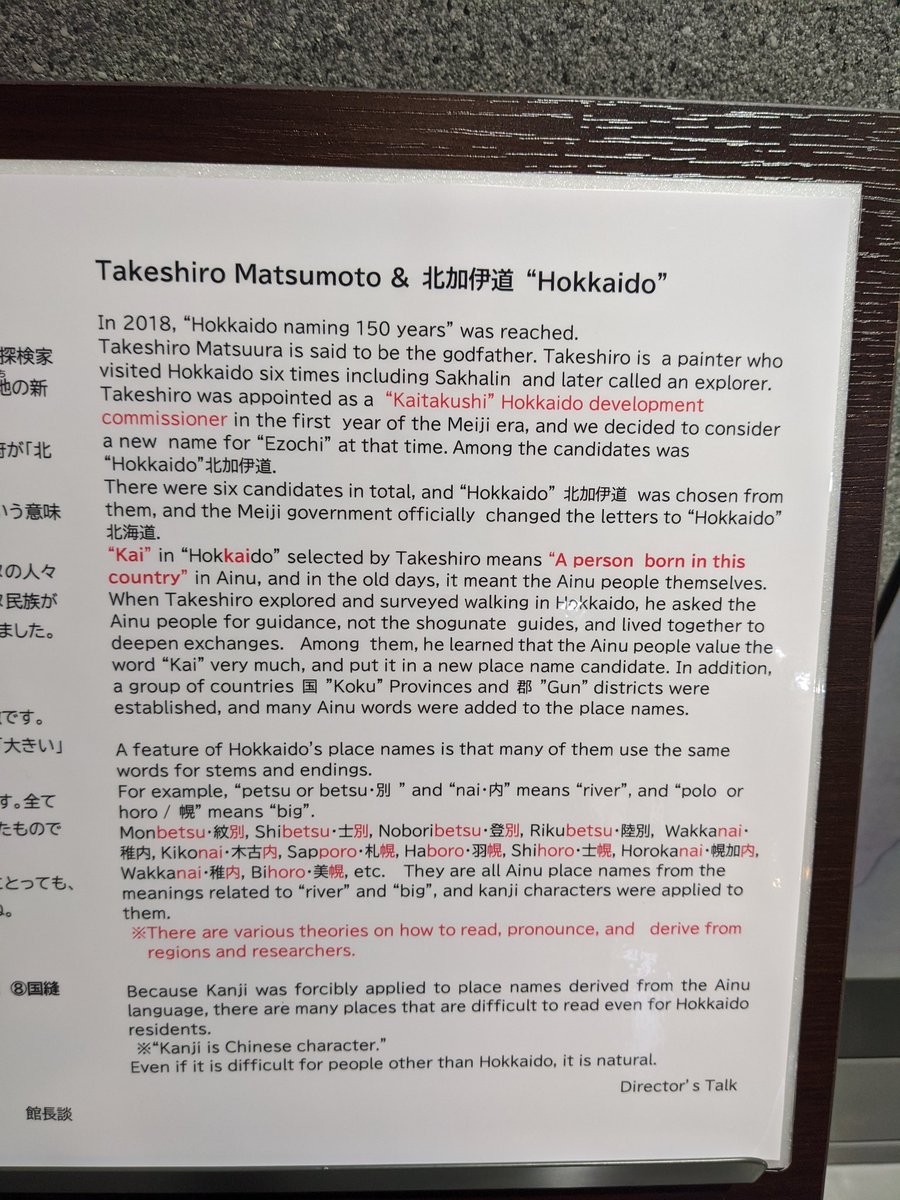 探検家
ち
地の新
府が「北
いう意味
ヌの人々
ヌ民族が
ました。
です。
「大きい」
す。全て
たもので
にとっても、
ね。
⑧国縫
館長談
Takeshiro Matsumoto & 北加伊道 “Hokkaido”
In 2018, “Hokkaido naming 150 years” was reached.
Takeshiro Matsuura is said to be the godfather. Takeshiro is a painter who
visited Hokkaido six times including Sakhalin and later called an explorer.
Takeshiro was appointed as a “Kaitakushi” Hokkaido development
commissioner in the first year of the Meiji era, and we decided to consider
a new name for “Ezochi” at that time. Among the candidates was
“Hokkaido”北加伊道.
There were six candidates in total, and “Hokkaido” 北加伊道 was chosen from
them, and the Meiji government officially changed the letters to “Hokkaido”
北海道.
“Kai” in “Hokkaido” selected by Takeshiro means “A person born in this
country” in Ainu, and in the old days, it meant the Ainu people themselves.
When Takeshiro explored and surveyed walking in Hokkaido, he asked the
Ainu people for guidance, not the shogunate guides, and lived together to
deepen exchanges. Among them, he learned that the Ainu people value the
word “Kai” very much, and put it in a new place name candidate. In addition,
a group of countries 国 ”Koku” Provinces and 郡 ”Gun” districts were
established, and many Ainu words were added to the place names.
A feature of Hokkaido’s place names is that many of them use the same
words for stems and endings.
For example, “petsu or betsu・別 ” and “nai・内” means “river”, and “polo or
horo / 幌” means “big”.
Monbetsu・紋別, Shibetsu・士別, Noboribetsu・登別, Rikubetsu・陸別, Wakkanai・
稚内, Kikonai・木古内, Sapporo・札幌, Haboro・羽幌, Shihoro・士幌, Horokanai・幌加内,
Wakkanai・稚内, Bihoro・美幌, etc. They are all Ainu place names from the
meanings related to “river” and “big”, and kanji characters were applied to
them.
※There are various theories on how to read, pronounce, and derive from
regions and researchers.
Because Kanji was forcibly applied to place names derived from the Ainu
language, there are many places that are difficult to read even for Hokkaido
residents.
※“Kanji is Chinese character.”
Even if it is difficult for people other than Hokkaido, it is natural.
Director’s Talk